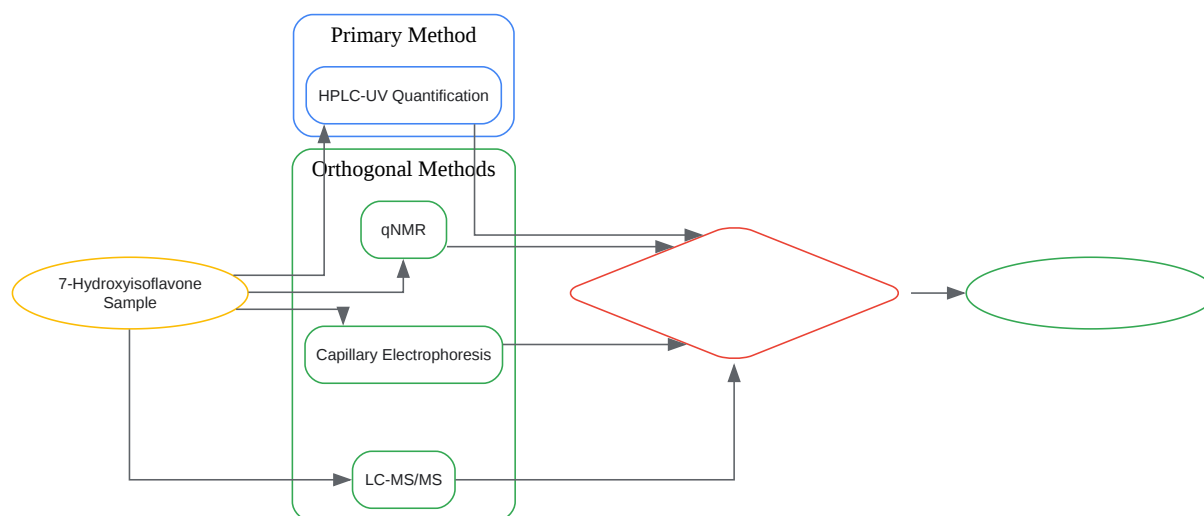 Primary Method
HPLC-UV Quantification
Orthogonal Methods
qNMR
7-Hydroxyisoflavone
Sample
Capillary Electrophoresis
LC-MS/MS